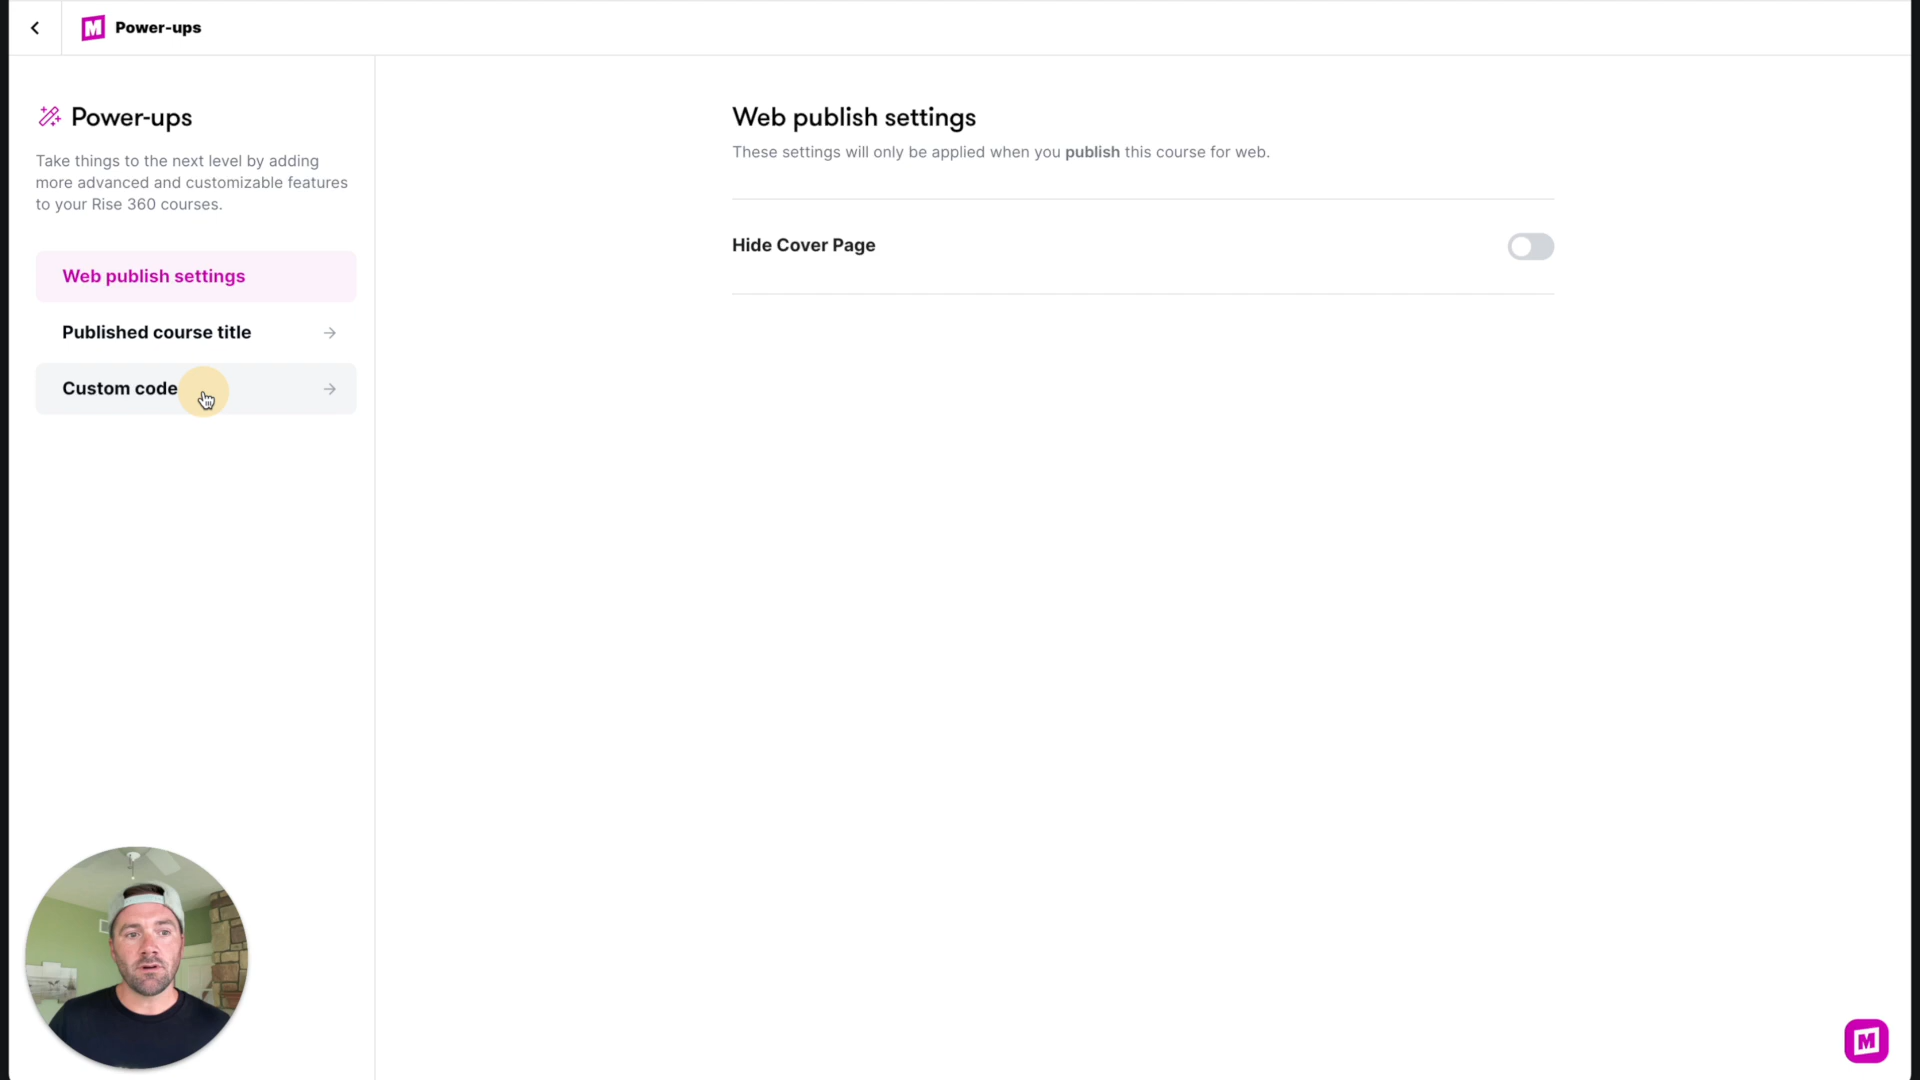 Power-ups
Power-ups
Take things to the next level by adding
more advanced and customizable features
to your Rise 360 courses.
Web publish settings
Published course title
Custom code
Web publish settings
These settings will only be applied when you publish this course for web.
Hide Cover Page